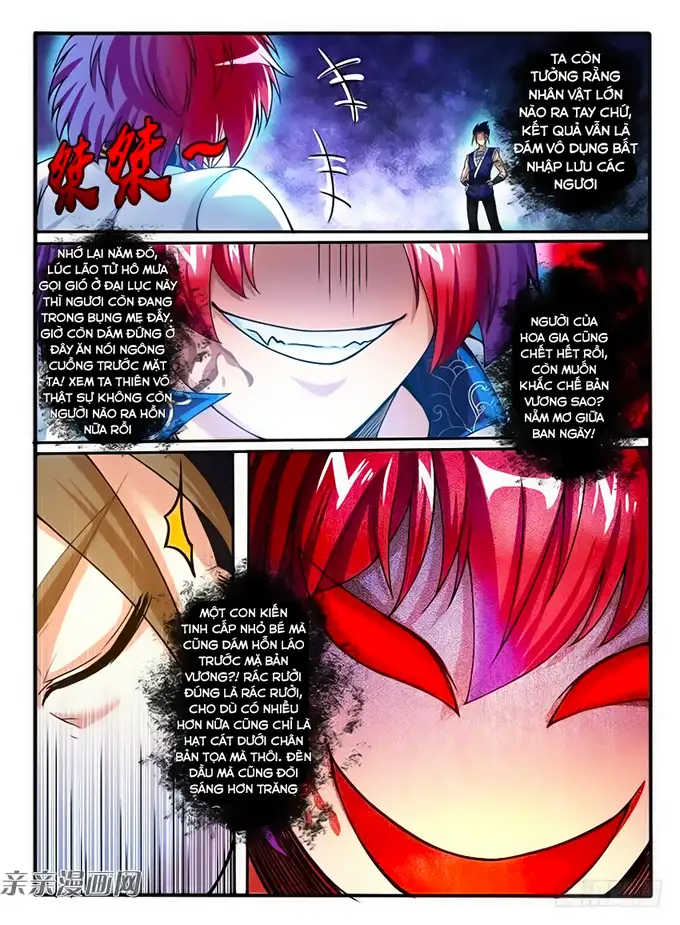 TA CÒN
TƯỞNG RẰNG
NHÂN VẬT LỚN
NÀO RA TAY CHỨ,
KẾT QUẢ VẪN LÀ
ĐÁM VÔ DỤNG BẤT
NHẬP LƯU CÁC
NGƯƠI
桀桀~
NHỚ LẠI NĂM ĐÓ,
LÚC LÃO TỬ HÔ MƯA
GỌI GIÓ Ở ĐẠI LỤC NÀY
THÌ NGƯƠI CÒN ĐANG
TRONG BỤNG MẸ ĐẤY.
GIỜ CÒN DÁM ĐỨNG Ở
ĐÂY ĂN NÓI NGÔNG
CUỒNG TRƯỚC MẶT
TA! XEM TA THIÊN VÕ
THẬT SỰ KHÔNG CÒN
NGƯỜI NÀO RA HỒN
NỮA RỒI
NGƯỜI CỦA
HOA GIA CŨNG
CHẾT HẾT RỒI,
CÒN MUỐN
KHẮC CHẾ BẢN
VƯƠNG SAO?
NẰM MƠ GIỮA
BAN NGÀY!
MỘT CON KIẾN
TINH CẤP NHỎ BÉ MÀ
CŨNG DÁM HỖN LÁO
TRƯỚC MẶ BẢN
VƯƠNG?! RÁC RƯỞI
ĐÚNG LÀ RÁC RƯỞI,
CHO DÙ CÓ NHIỀU
HƠN NỮA CŨNG CHỈ LÀ
HẠT CÁT DƯỚI CHÂN
BẢN TỌA MÀ THÔI. ĐÈN
DẦU MÀ CŨNG ĐÒI
SÁNG HƠN TRĂNG
亲亲漫画网